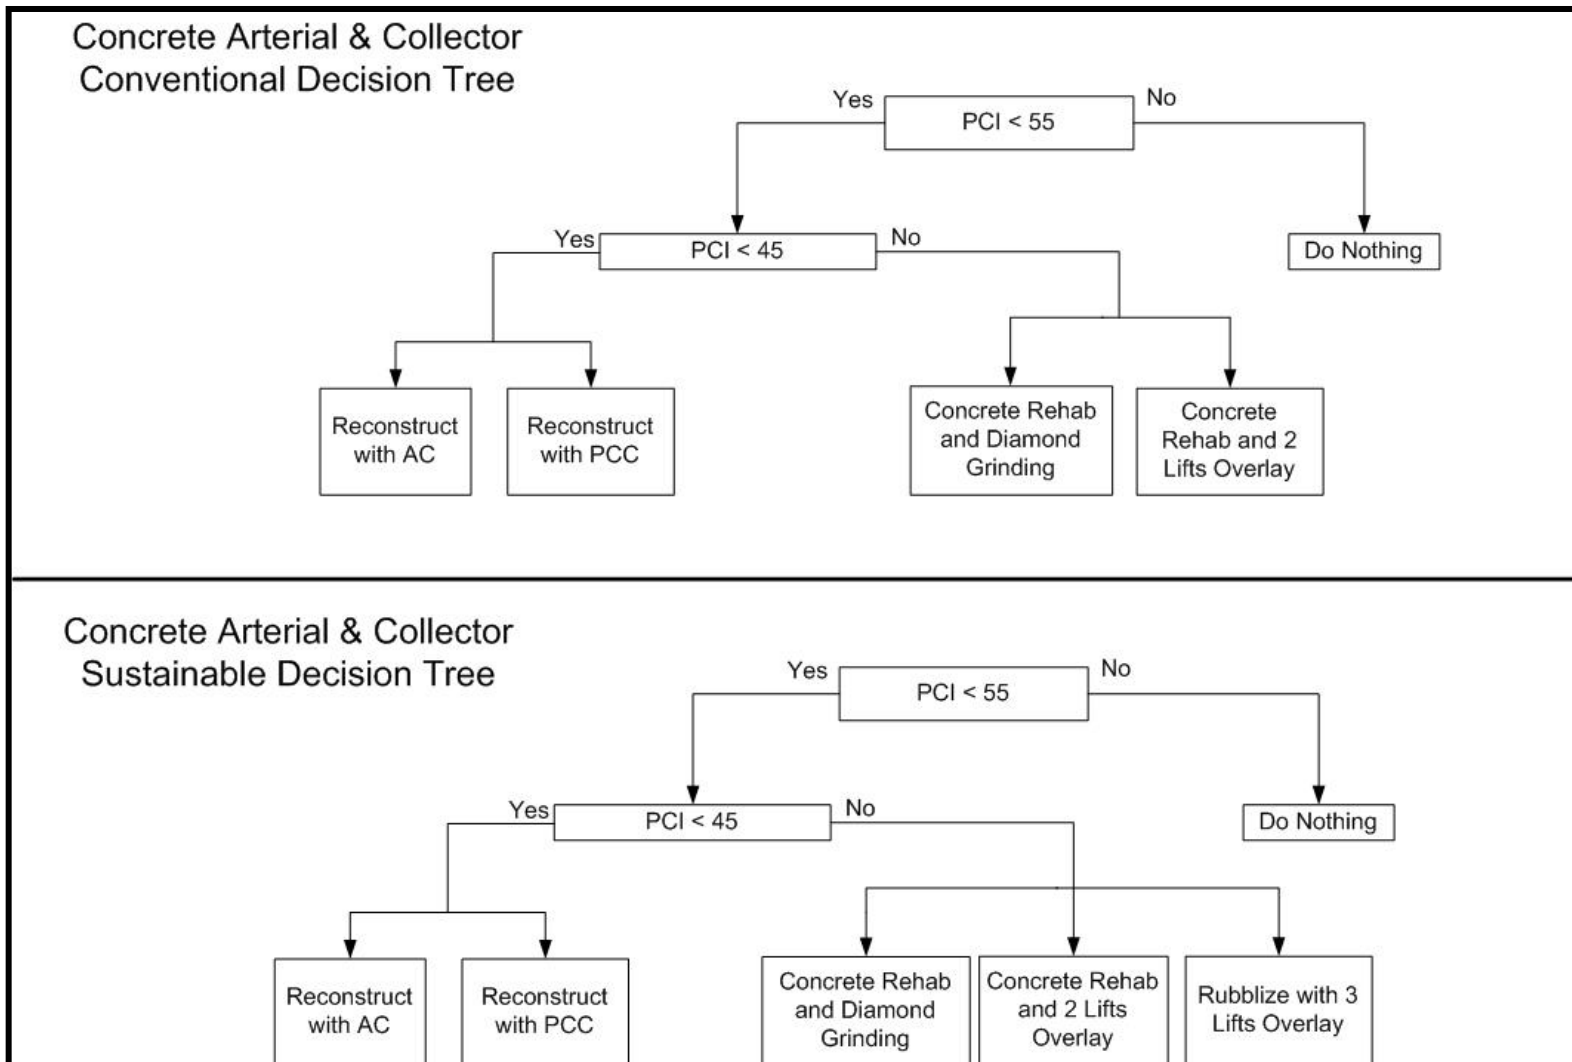 Concrete Arterial & Collector
Conventional Decision Tree
Yes
PCI < 55
No
Yes
PCI < 45
No
Do Nothing
Reconstruct
with AC
Reconstruct
with PCC
Concrete Rehab
and Diamond
Grinding
Concrete
Rehab and 2
Lifts Overlay
Concrete Arterial & Collector
Sustainable Decision Tree
Yes
PCI < 55
No
Yes
PCI < 45
No
Do Nothing
Reconstruct
with AC
Reconstruct
with PCC
Concrete Rehab
and Diamond
Grinding
Concrete Rehab
and 2 Lifts
Overlay
Rubblize with 3
Lifts Overlay